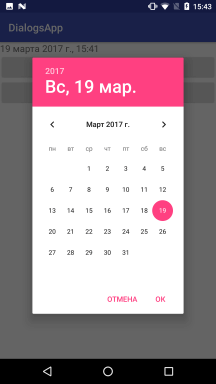 15:43
DialogsApp
19 марта 2017 г., 15:41
2017
Вс, 19 мар.
Март 2017 г.
пн вт ср чт пт сб вс
1 2 3 4 5
6 7 8 9 10 11 12
13 14 15 16 17 18 19
20 21 22 23 24 25 26
27 28 29 30 31
ОТМЕНА ОК